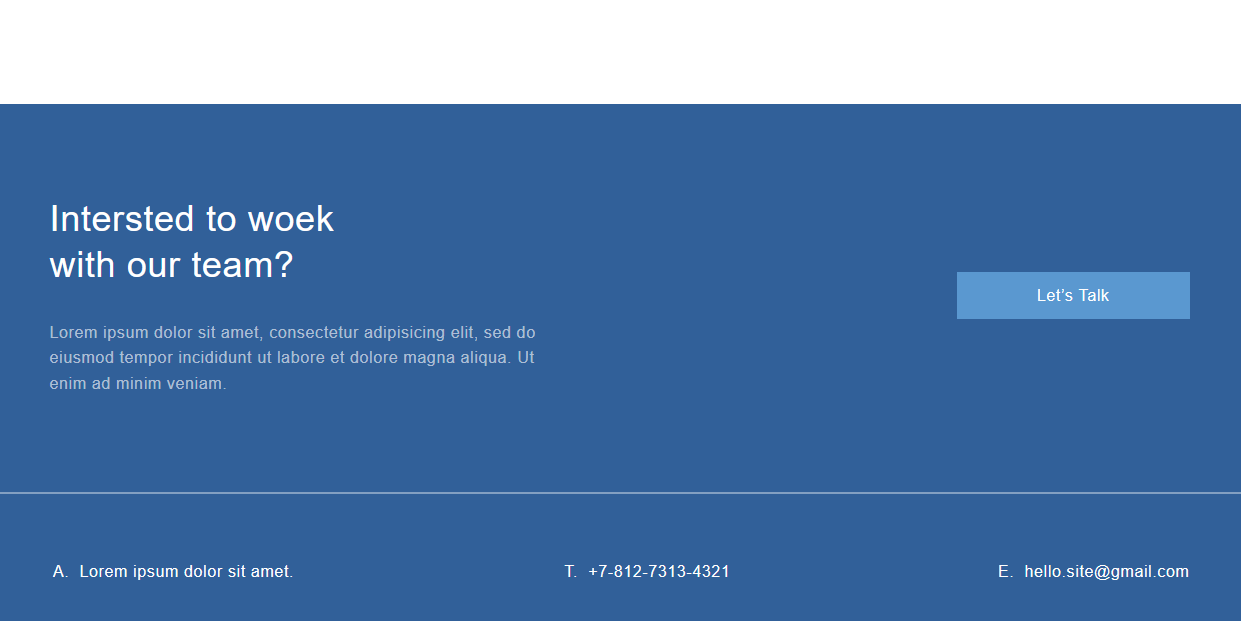 Intersted to woek
with our team?
Lorem ipsum dolor sit amet, consectetur adipisicing elit, sed do
eiusmod tempor incididunt ut labore et dolore magna aliqua. Ut
enim ad minim veniam.
Let’s Talk
A. Lorem ipsum dolor sit amet.
T. +7-812-7313-4321
E. hello.site@gmail.com